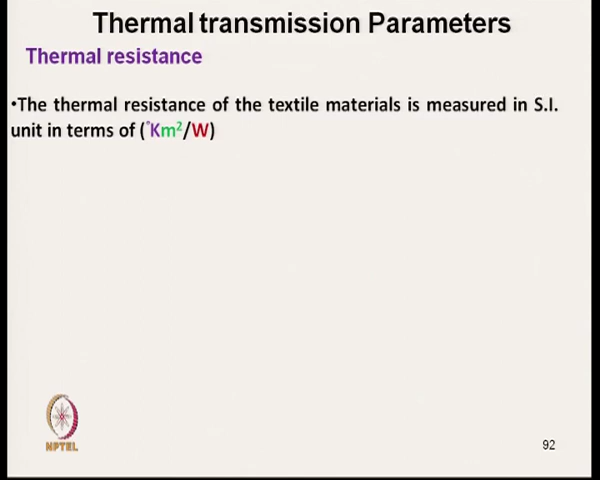 Thermal transmission Parameters
Thermal resistance
•The thermal resistance of the textile materials is measured in S.I.
unit in terms of (°Km²/W)
NPTEL
92